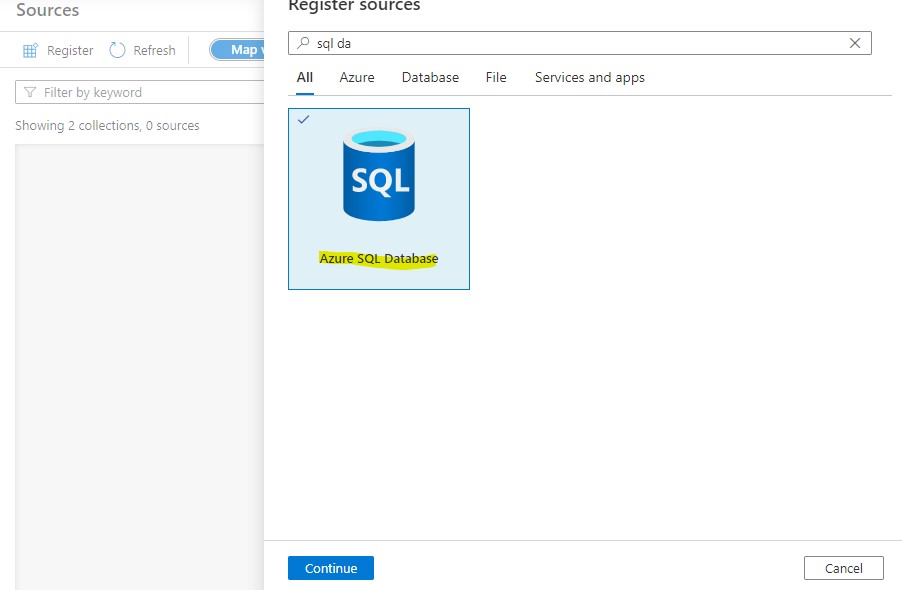 Sources
Register Refresh Map
Filter by keyword
Showing 2 collections, 0 sources
Register sources
sql da
All Azure Database File Services and apps
SQL
Azure SQL Database
Continue Cancel